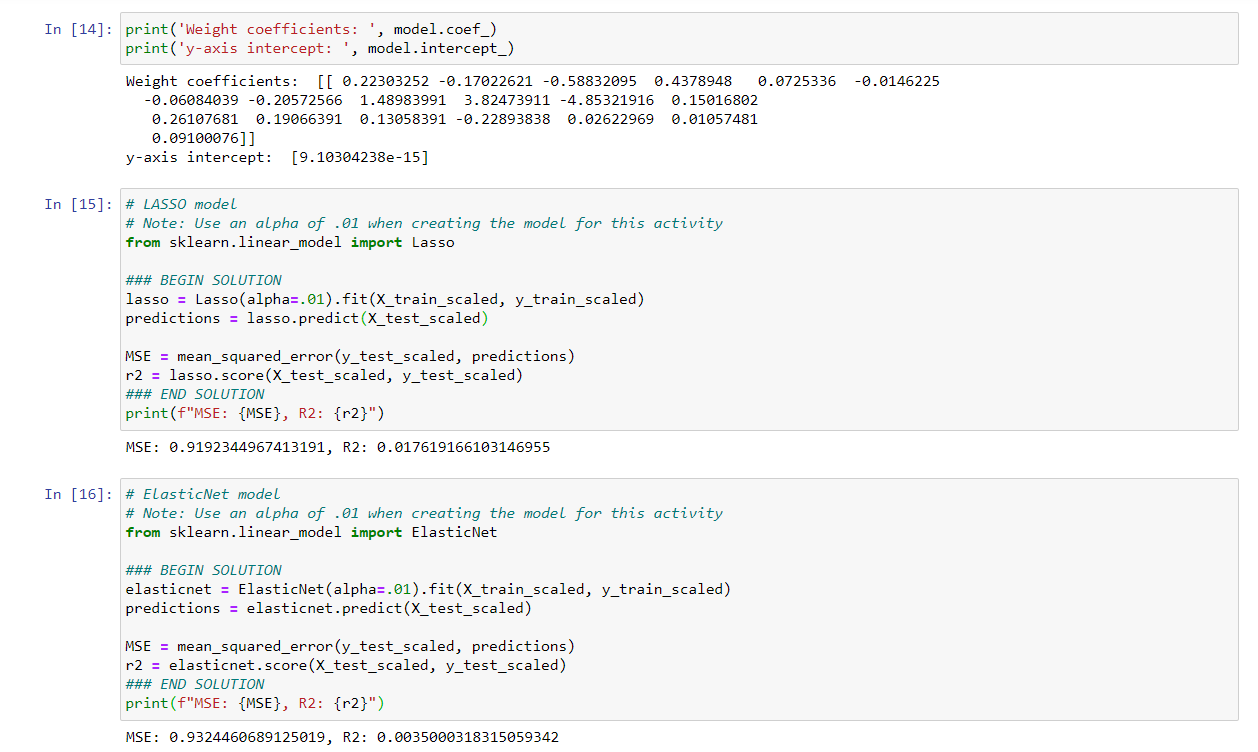 In [14]: print('Weight coefficients: ', model.coef_)
print('y-axis intercept: ', model.intercept_)
Weight coefficients:  [[ 0.22303252 -0.17022621 -0.58832095  0.4378948   0.0725336  -0.0146225
-0.06084039 -0.20572566  1.48983991  3.82473911 -4.85321916  0.15016802
0.26107681  0.19066391  0.13058391 -0.22893838  0.02622969  0.01057481
0.09100076]]
y-axis intercept:  [9.10304238e-15]
In [15]: # LASSO model
# Note: Use an alpha of .01 when creating the model for this activity
from sklearn.linear_model import Lasso
### BEGIN SOLUTION
lasso = Lasso(alpha=.01).fit(X_train_scaled, y_train_scaled)
predictions = lasso.predict(X_test_scaled)
MSE = mean_squared_error(y_test_scaled, predictions)
r2 = lasso.score(X_test_scaled, y_test_scaled)
### END SOLUTION
print(f"MSE: {MSE}, R2: {r2}")
MSE: 0.9192344967413191, R2: 0.017619166103146955
In [16]: # ElasticNet model
# Note: Use an alpha of .01 when creating the model for this activity
from sklearn.linear_model import ElasticNet
### BEGIN SOLUTION
elasticnet = ElasticNet(alpha=.01).fit(X_train_scaled, y_train_scaled)
predictions = elasticnet.predict(X_test_scaled)
MSE = mean_squared_error(y_test_scaled, predictions)
r2 = elasticnet.score(X_test_scaled, y_test_scaled)
### END SOLUTION
print(f"MSE: {MSE}, R2: {r2}")
MSE: 0.9324460689125019, R2: 0.0035000318315059342